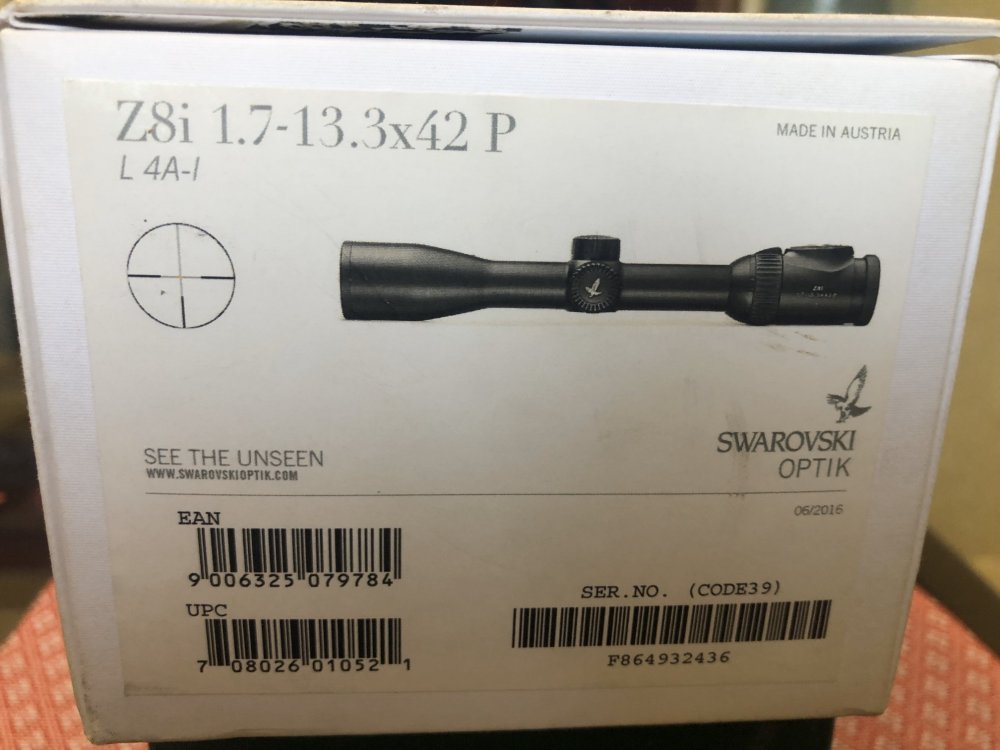 Z8i 1.7-13.3x42 P
L 4A-I
MADE IN AUSTRIA
Z8i
SEE THE UNSEEN
WWW.SWAROVSKIOPTIK.COM
SWAROVSKI
OPTIK
06/2016
EAN
9 006325 079784
UPC
7 08026 01052 1
SER.NO. (CODE39)
F864932436